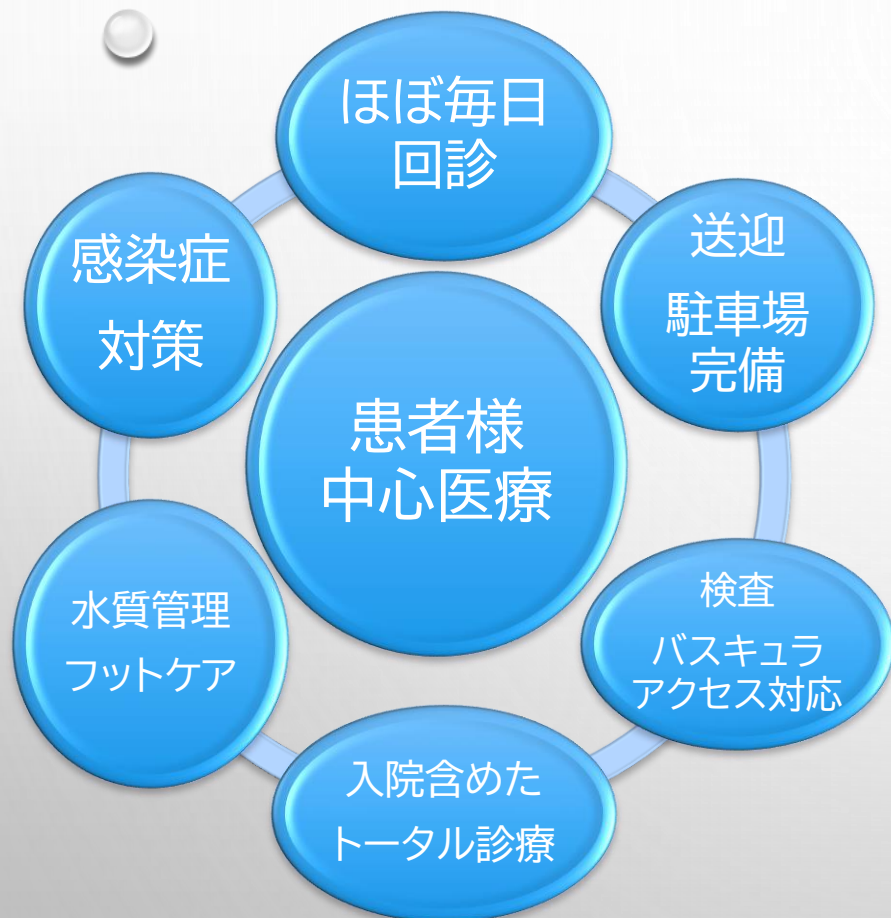 ほぼ毎日
回診
送迎
駐車場
完備
検査
バスキュラ
アクセス対応
入院含めた
トータル診療
水質管理
フットケア
感染症
対策
患者様
中心医療